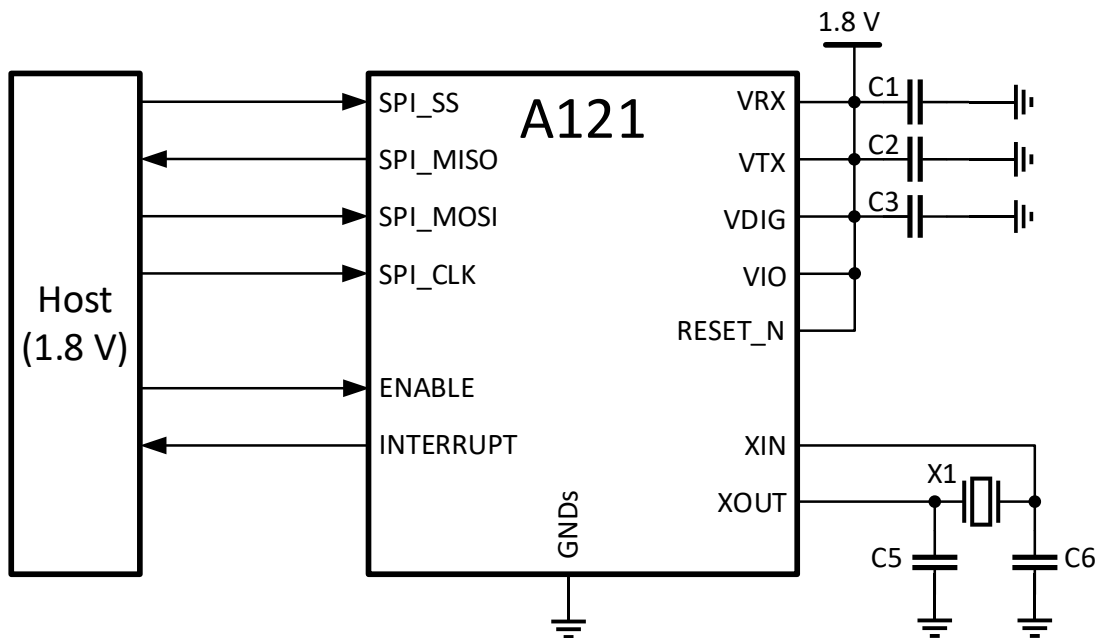 1.8 V
Host
(1.8 V)
A121
SPI_SS
SPI_MISO
SPI_MOSI
SPI_CLK
ENABLE
INTERRUPT
GNDs
VRX
VTX
VDIG
VIO
RESET_N
XIN
XOUT
C1
C2
C3
X1
C5
C6